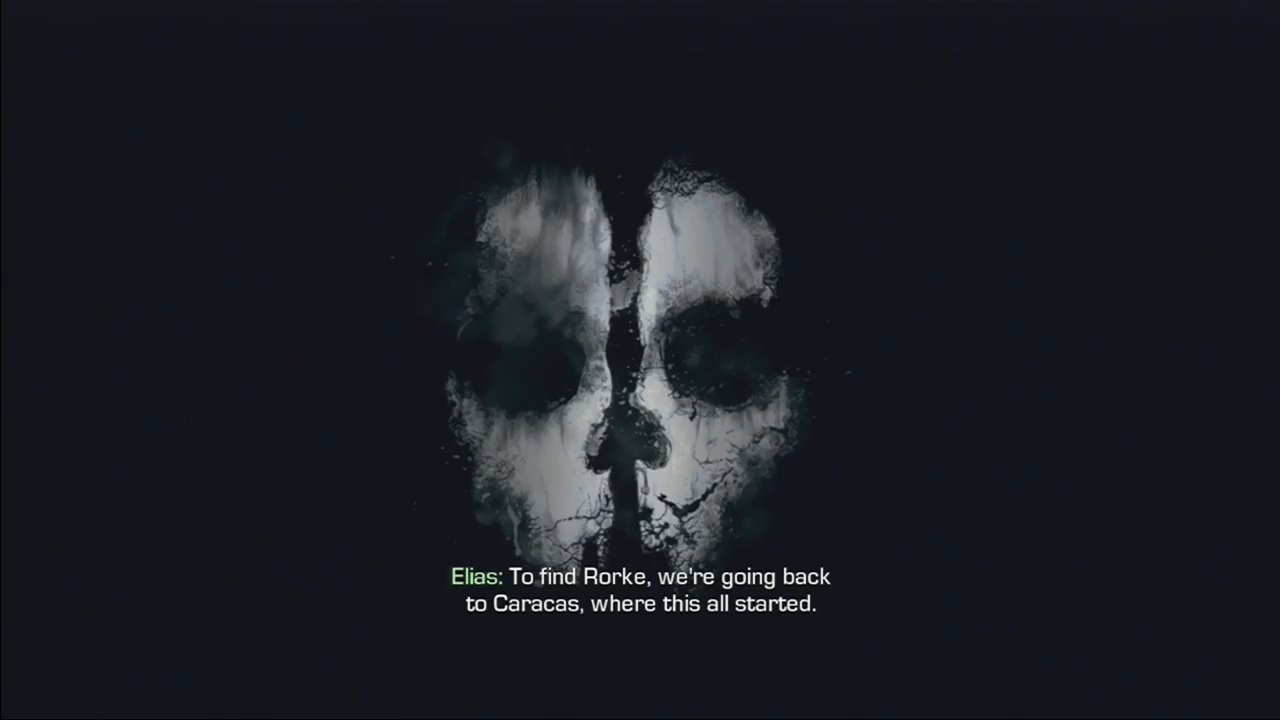 Elias: To find Rorke, we're going back
to Caracas, where this all started.